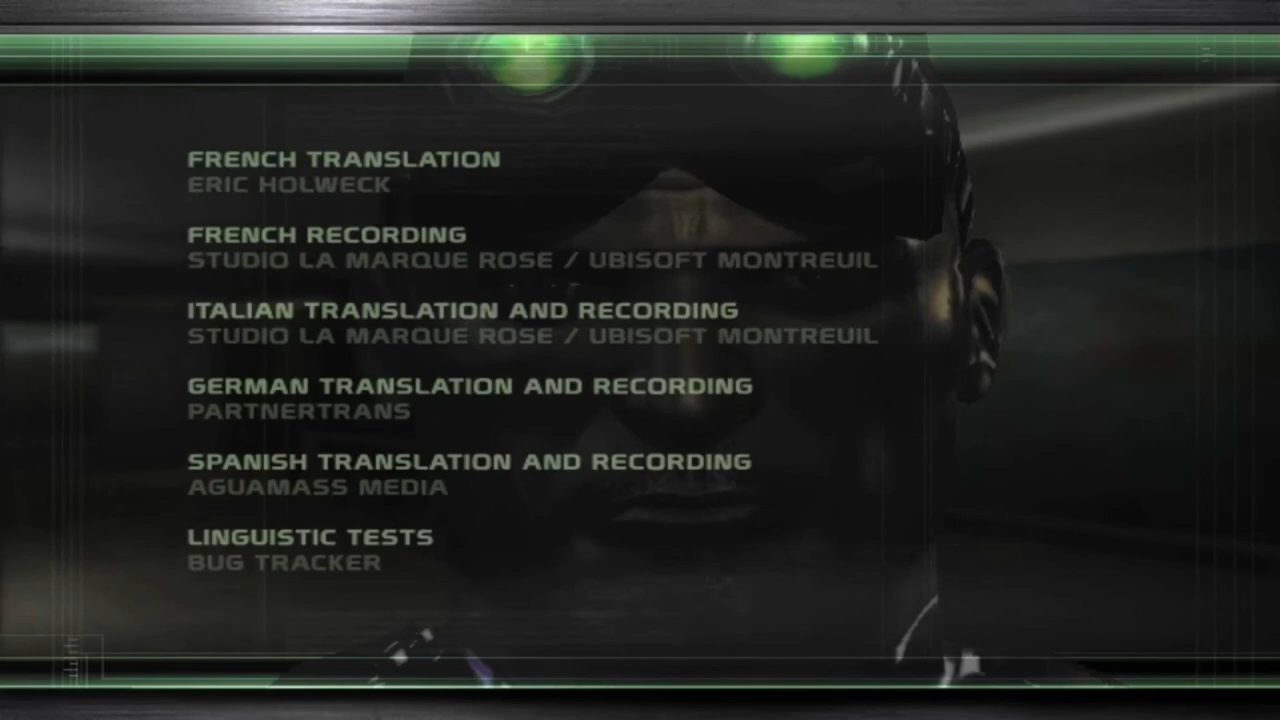 FRENCH TRANSLATION
ERIC HOLWECK
FRENCH RECORDING
STUDIO LA MARQUE ROSE / UBISOFT MONTREUIL
ITALIAN TRANSLATION AND RECORDING
STUDIO LA MARQUE ROSE / UBISOFT MONTREUIL
GERMAN TRANSLATION AND RECORDING
PARTNERTRANS
SPANISH TRANSLATION AND RECORDING
AGUAMASS MEDIA
LINGUISTIC TESTS
BUG TRACKER